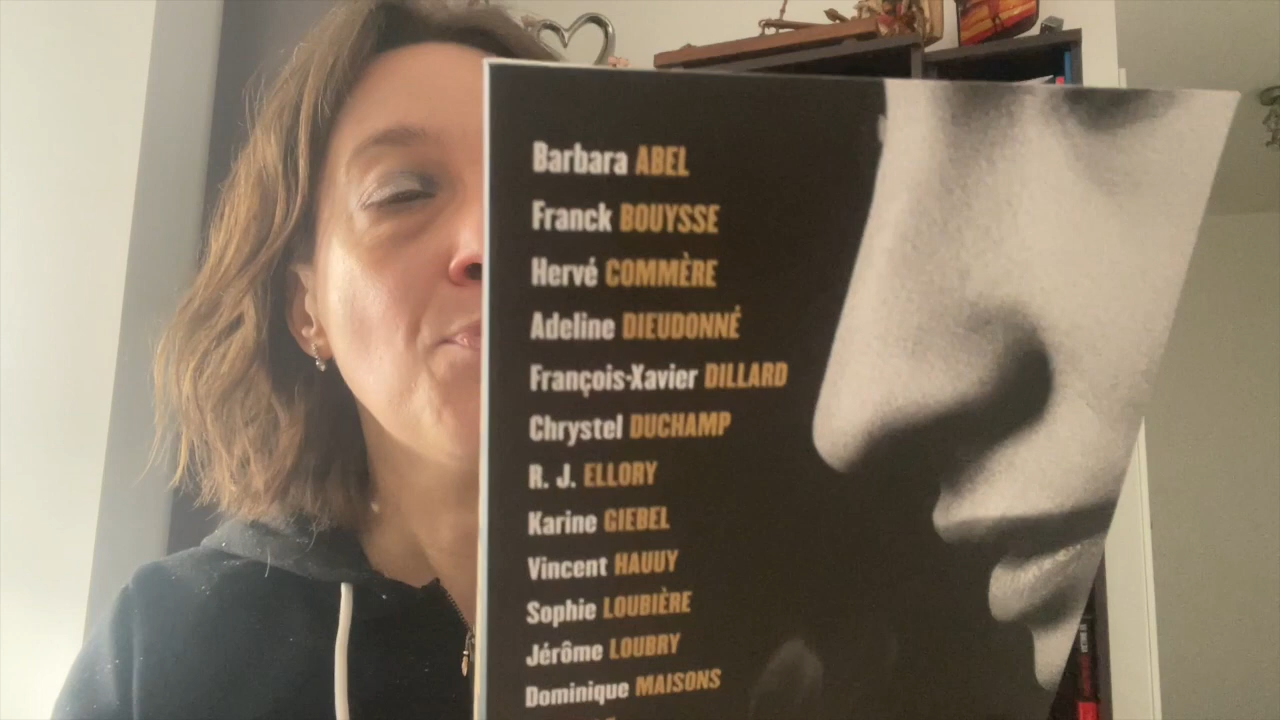 Barbara ABEL
Franck BOUYSSE
Hervé COMMÈRE
Adeline DIEUDONNÉ
François-Xavier DILLARD
Chrystel DUCHAMP
R. J. ELLORY
Karine GIEBEL
Vincent HAUUY
Sophie LOUBIÈRE
Jérôme LOUBRY
Dominique MAISONS